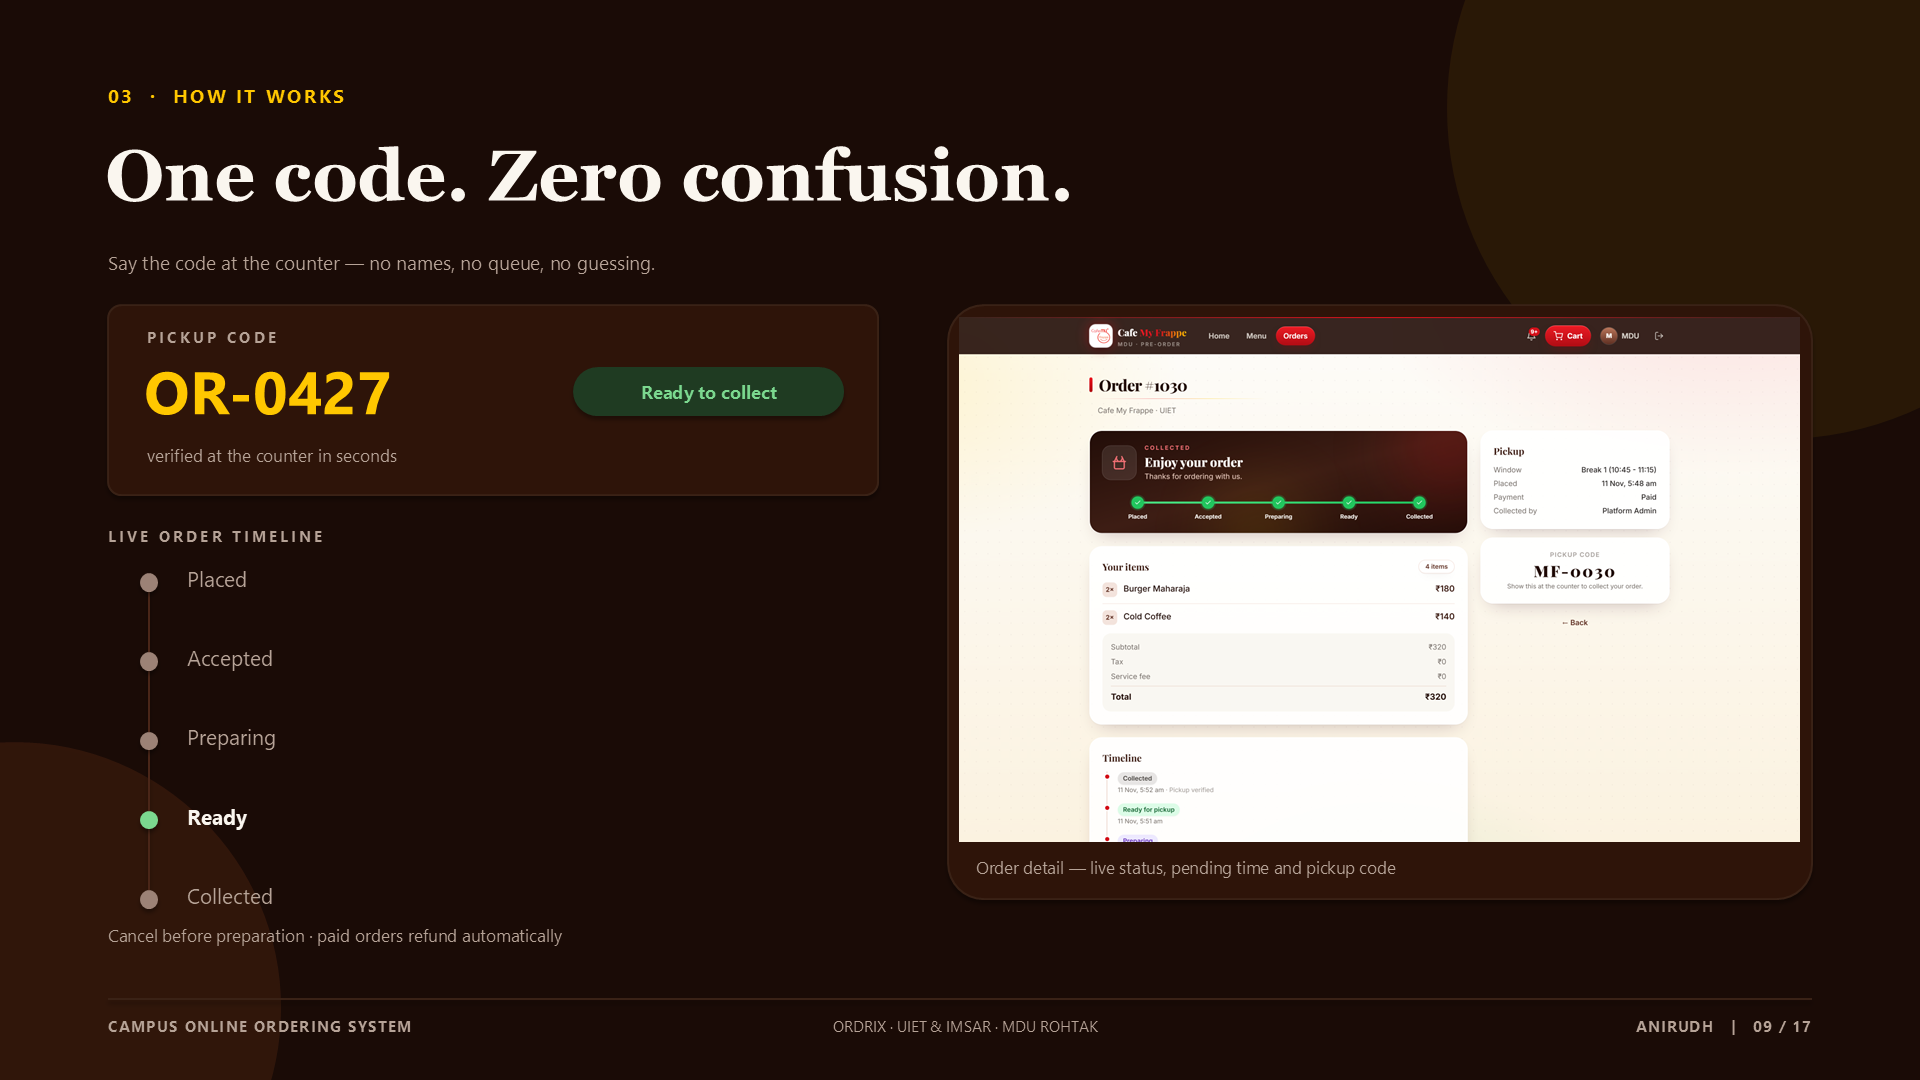 03 · HOW IT WORKS
One code. Zero confusion.
Say the code at the counter — no names, no queue, no guessing.
PICKUP CODE
OR-0427
Ready to collect
verified at the counter in seconds
LIVE ORDER TIMELINE
Placed
Accepted
Preparing
Ready
Collected
Cancel before preparation · paid orders refund automatically
Cafe My Frappe
MDU · PRE-ORDER
Home Menu Orders
9+ Cart M MDU
Order #1030
Cafe My Frappe · UIET
COLLECTED
Enjoy your order
Thanks for ordering with us.
Placed Accepted Preparing Ready Collected
Your items 4 items
2× Burger Maharaja ₹180
2× Cold Coffee ₹140
Subtotal ₹320
Tax ₹0
Service fee ₹0
Total ₹320
Timeline
Collected
11 Nov, 5:52 am · Pickup verified
Ready for pickup
11 Nov, 5:51 am
Preparing
Pickup
Window Break 1 (10:45 - 11:15)
Placed 11 Nov, 5:48 am
Payment Paid
Collected by Platform Admin
PICKUP CODE
MF-0030
Show this at the counter to collect your order.
← Back
Order detail — live status, pending time and pickup code
CAMPUS ONLINE ORDERING SYSTEM
ORDRIX · UIET & IMSAR · MDU ROHTAK
ANIRUDH | 09 / 17